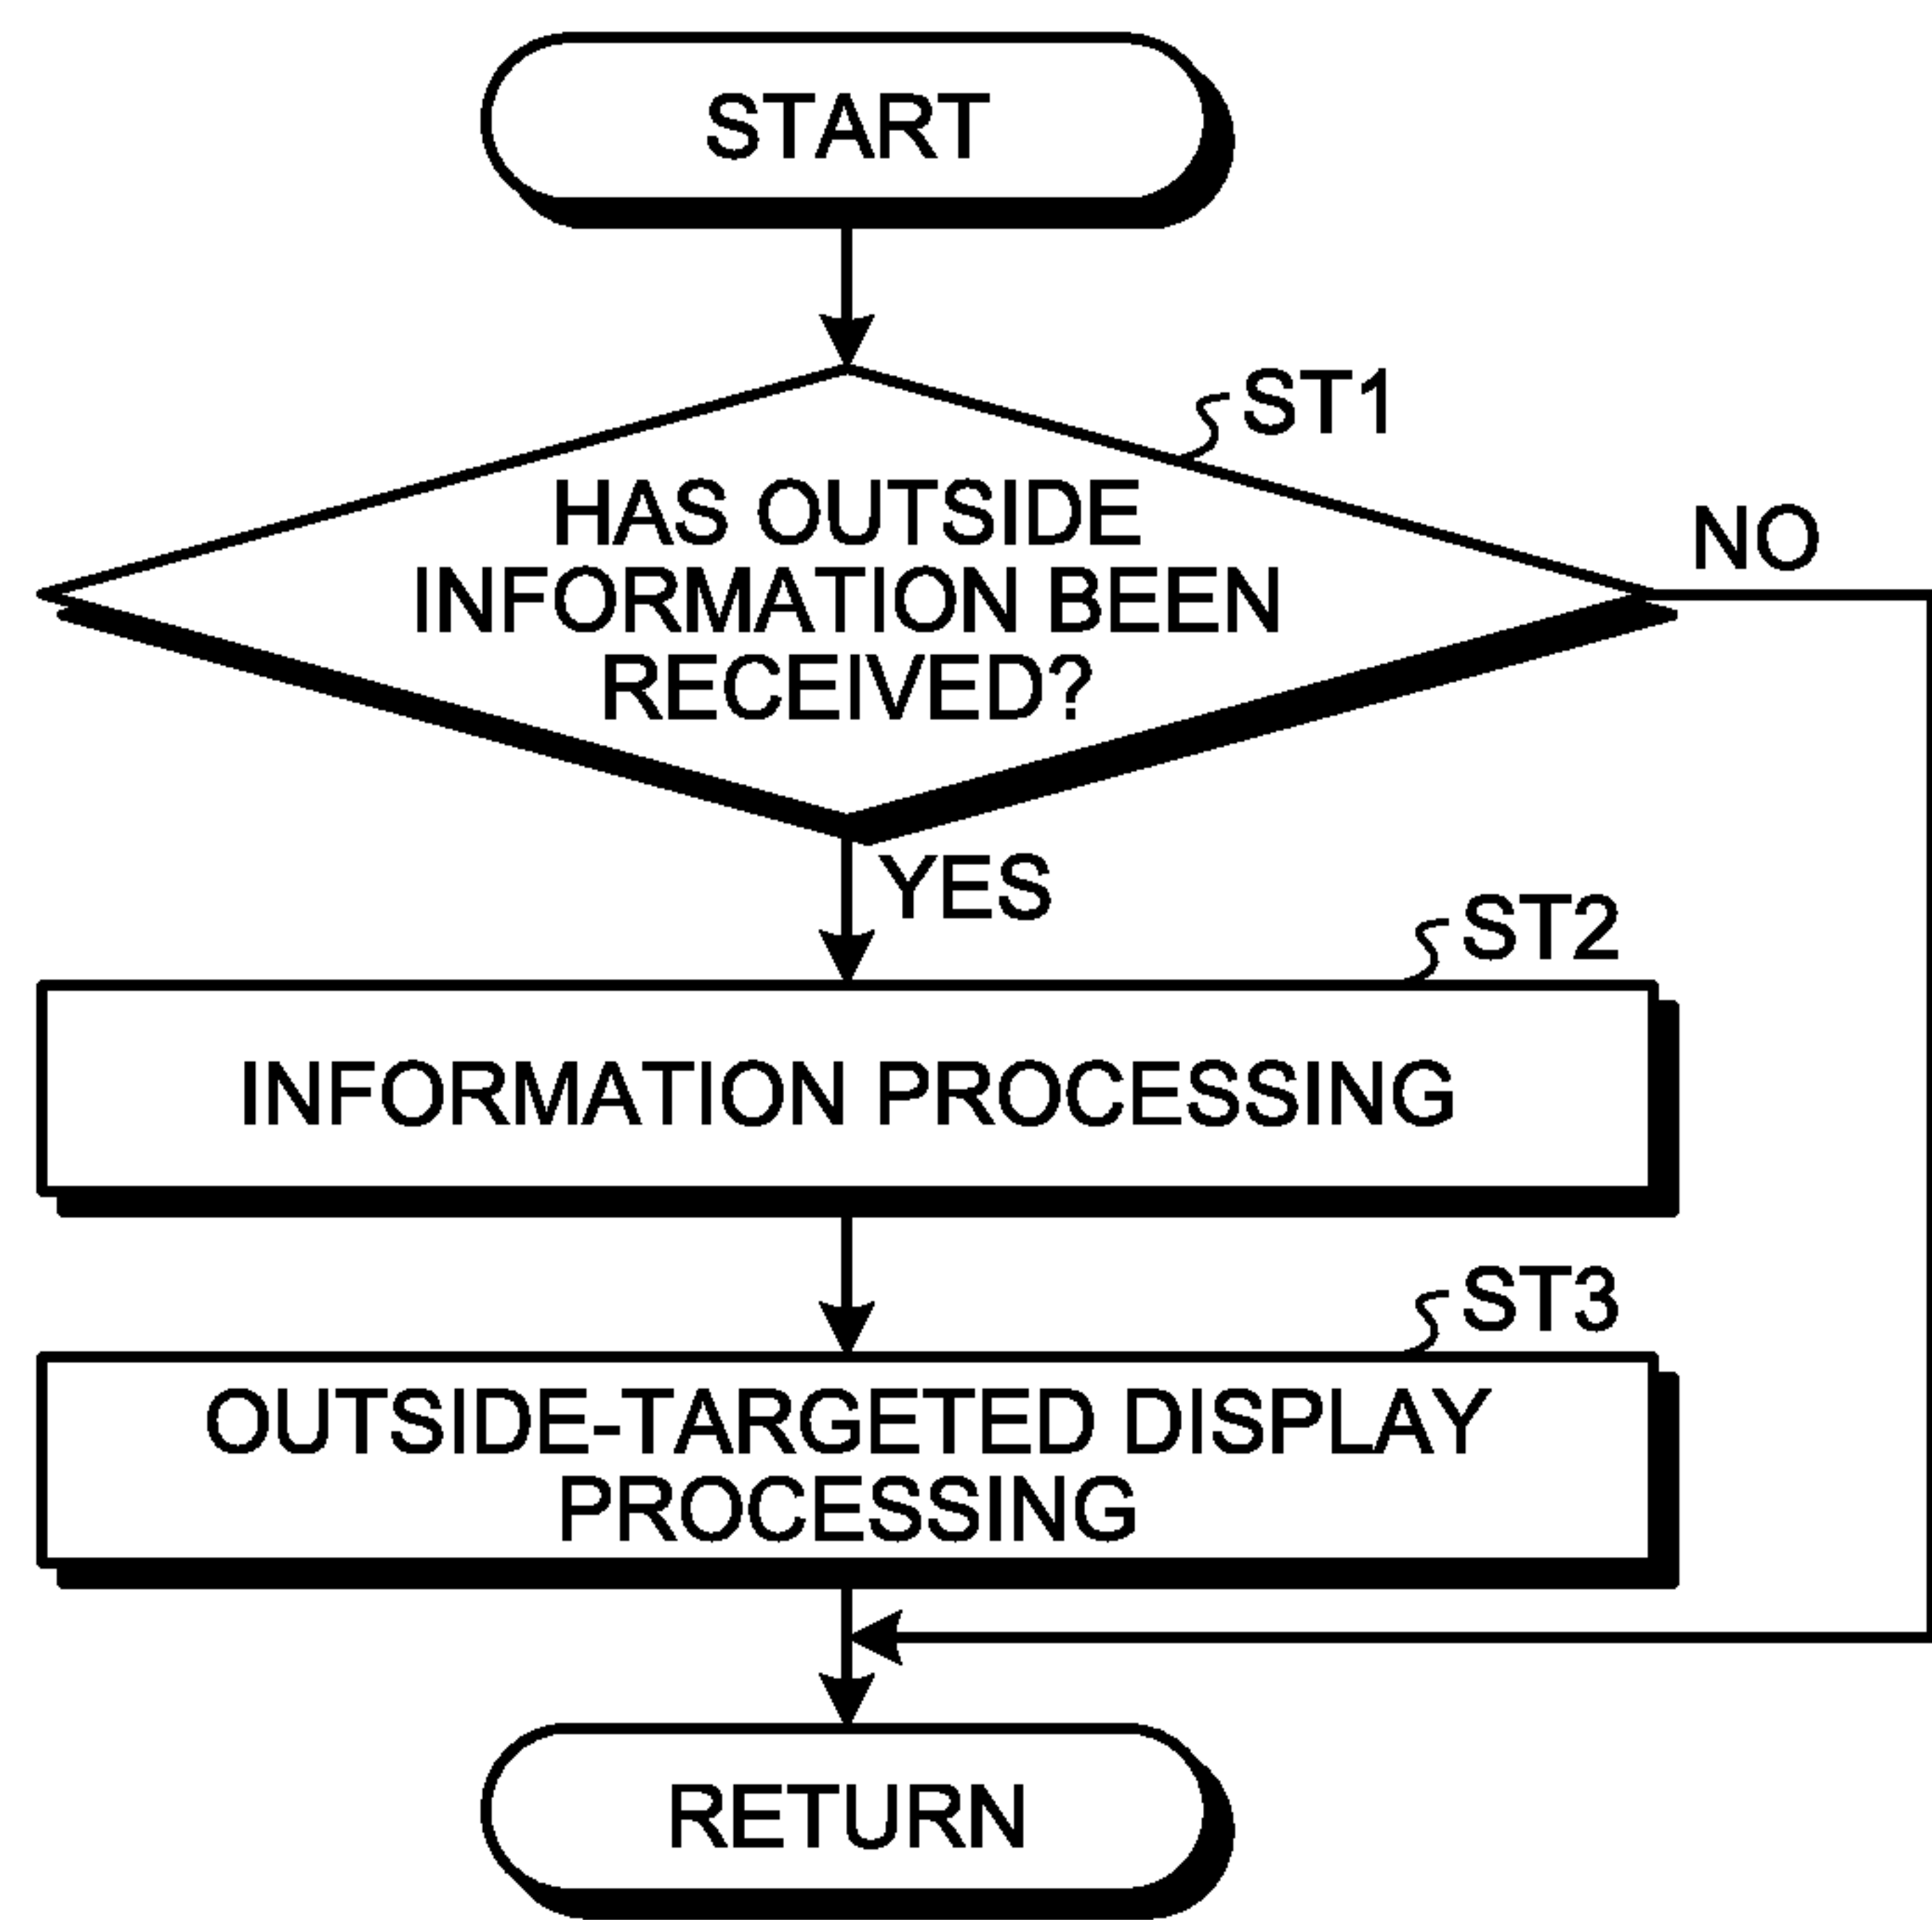 START
ST1
HAS OUTSIDE
INFORMATION BEEN
RECEIVED?
NO
YES
ST2
INFORMATION PROCESSING
ST3
OUTSIDE-TARGETED DISPLAY
PROCESSING
RETURN